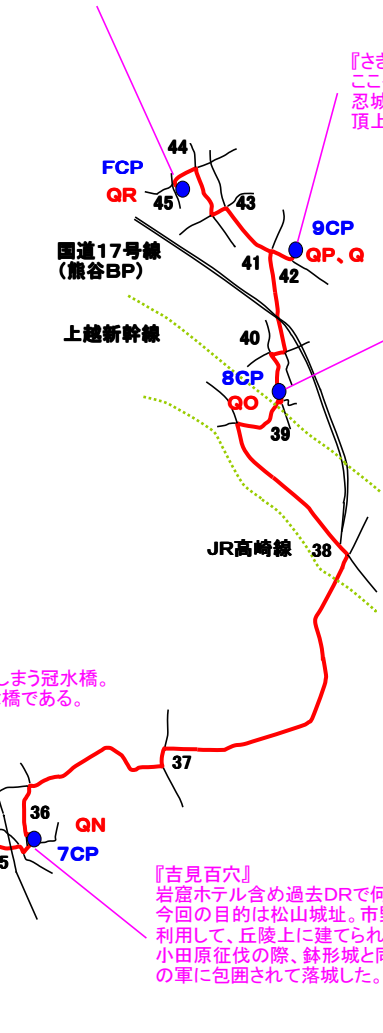 『さき
ここ
忍城
頂上
44
FCP
QR
45
43
9CP
QP、Q
41
42
国道17号線
(熊谷BP)
上越新幹線
40
8CP
QO
39
JR高崎線
38
しまう冠水橋。
橋である。
37
36
QN
7CP
5
『吉見百穴』
岩窟ホテル含め過去DRで何
今回の目的は松山城址。市野
利用して、丘陵上に建てられ
小田原征伐の際、鉢形城と同
の軍に包囲されて落城した。